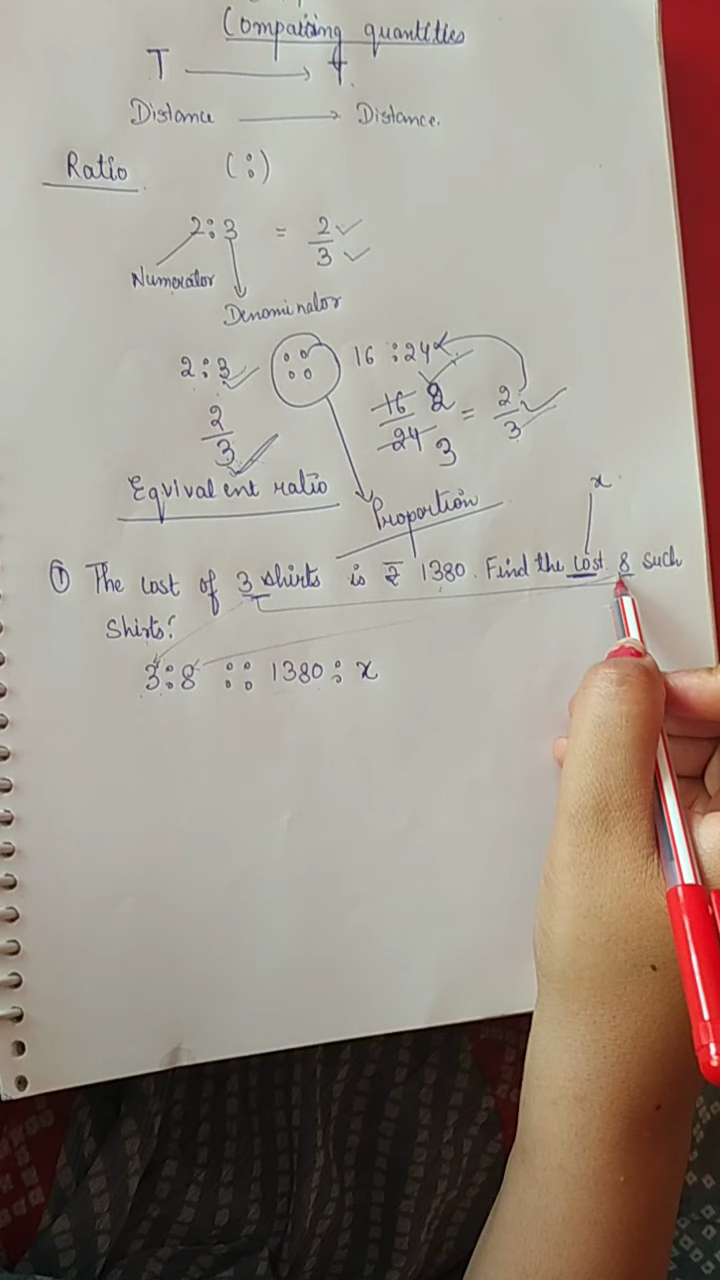 Comparing quantities
T → T
Distance → Distance.
Ratio (:)
2:3 = 2/3
Numerator
Denominator
2:3 :: 16:24
2/3 16/24 2/3 = 2/3
Equivalent ratio
Proportion
x
① The cost of 3 shirts is ₹ 1380. Find the cost 8 such
Shirts?
3:8 :: 1380 : x